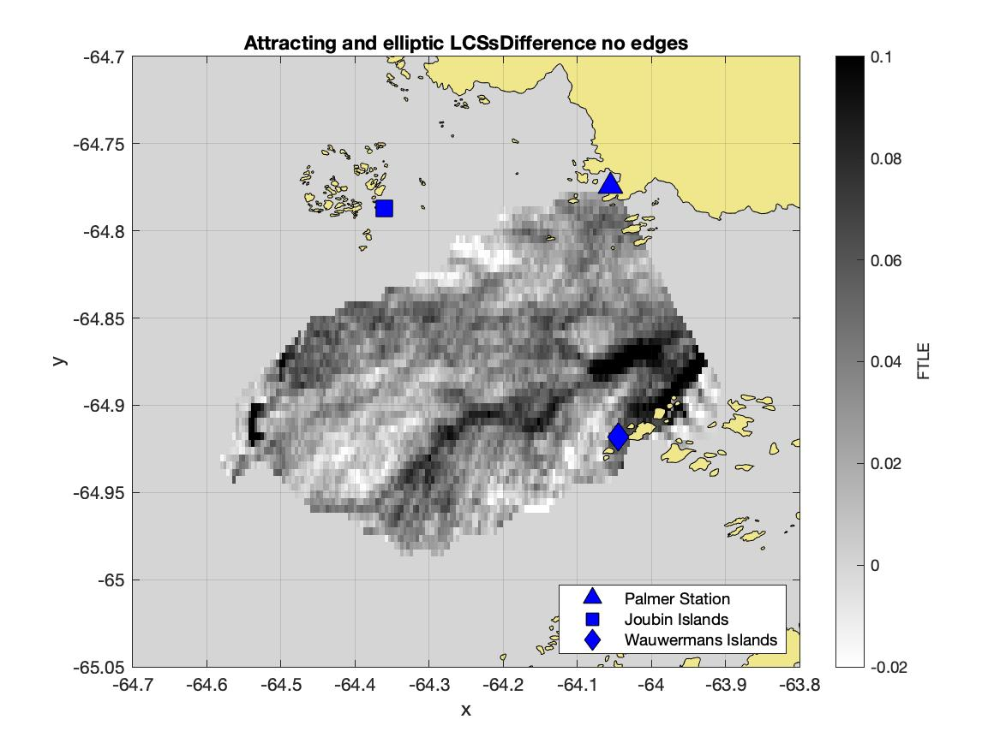 Attracting and elliptic LCSsDifference no edges
-64.7
-64.75
-64.8
-64.85
-64.9
-64.95
-65
-65.05
y
-64.7 -64.6 -64.5 -64.4 -64.3 -64.2 -64.1 -64 -63.9 -63.8
x
Palmer Station
Joubin Islands
Wauwermans Islands
0.1
0.08
0.06
0.04
0.02
0
-0.02
FTLE